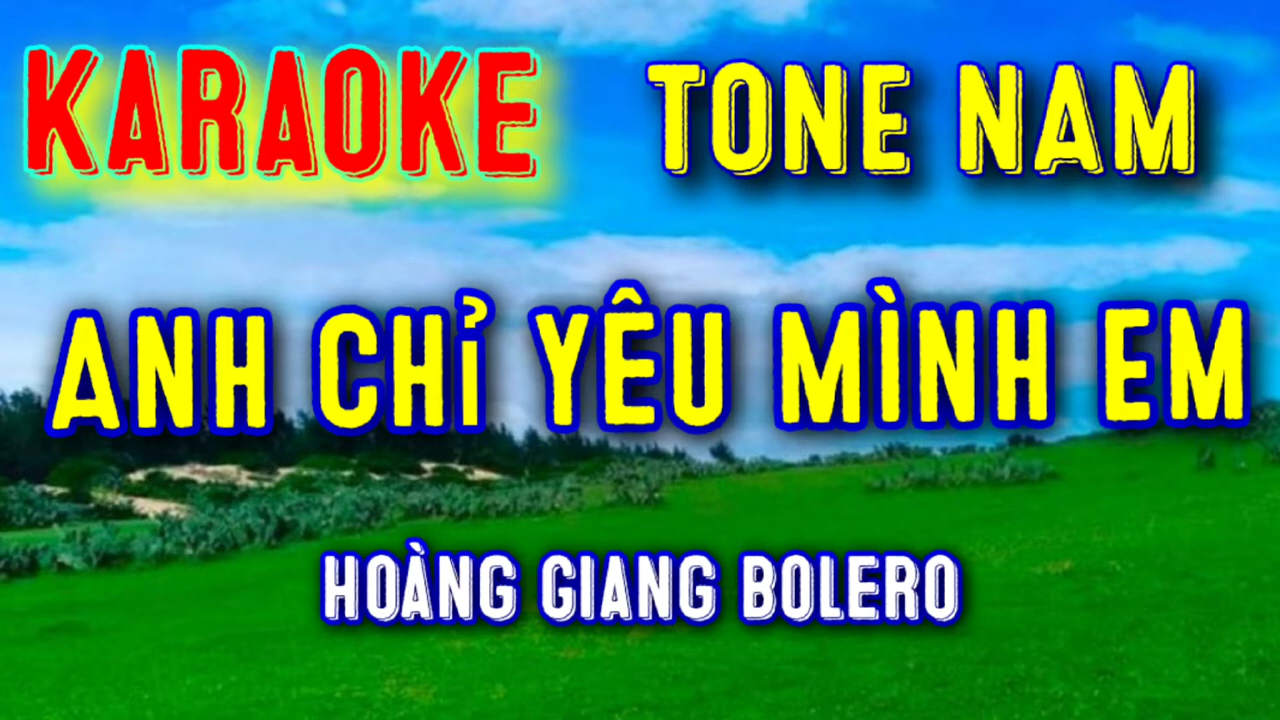 KARAOKE TONE NAM
ANH CHỈ YÊU MÌNH EM
HOÀNG GIANG BOLERO